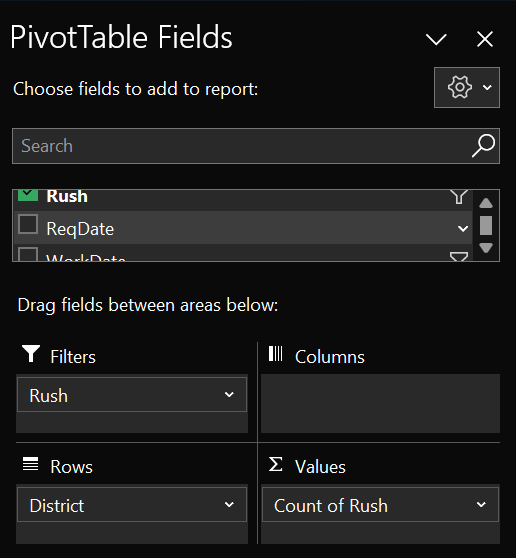 PivotTable Fields
Choose fields to add to report:
Search
Rush
ReqDate
WorkDate
Drag fields between areas below:
Filters
Columns
Rush
Rows
Σ Values
District
Count of Rush